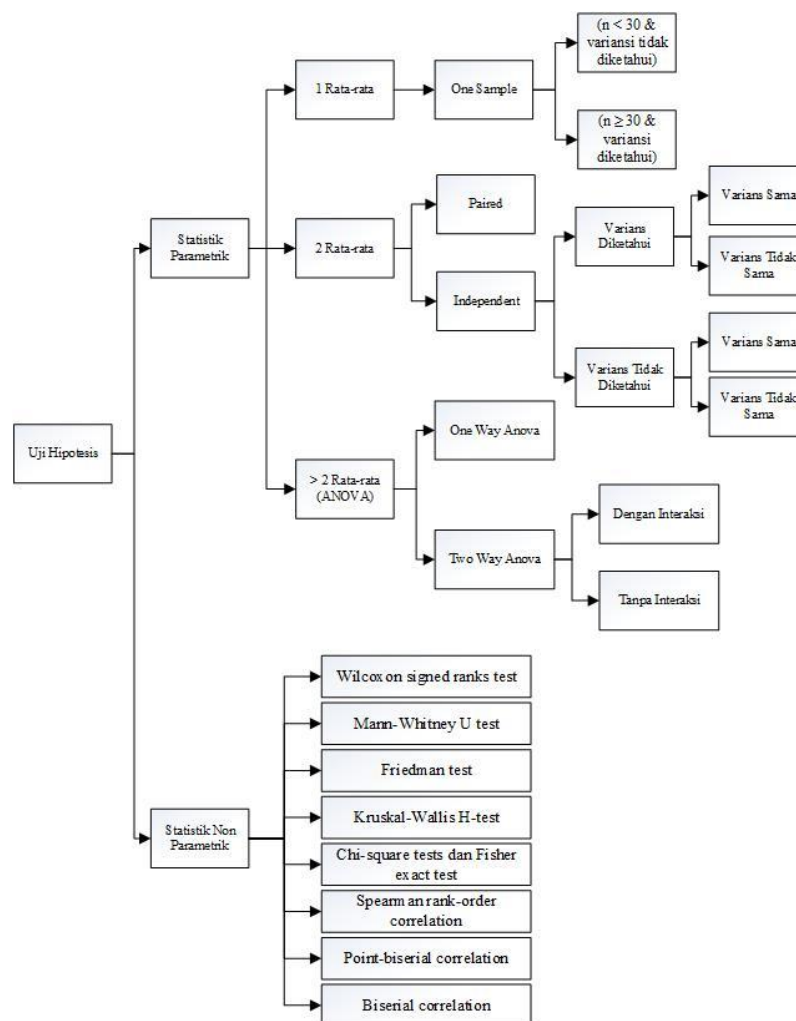 (n < 30 &
variansi tidak
diketahui)
1 Rata-rata
One Sample
(n ≥ 30 &
variansi
diketahui)
Paired
Varians Sama
Statistik
Parametrik
2 Rata-rata
Varians
Diketahui
Varians Tidak
Sama
Independent
Varians Sama
Varians Tidak
Diketahui
Varians Tidak
Sama
Uji Hipotesis
One Way Anova
> 2 Rata-rata
(ANOVA)
Dengan Interaksi
Two Way Anova
Tanpa Interaksi
Wilcoxon signed ranks test
Mann-Whitney U test
Friedman test
Statistik Non
Parametrik
Kruskal-Wallis H-test
Chi-square tests dan Fisher
exact test
Spearman rank-order
correlation
Point-biserial correlation
Biserial correlation